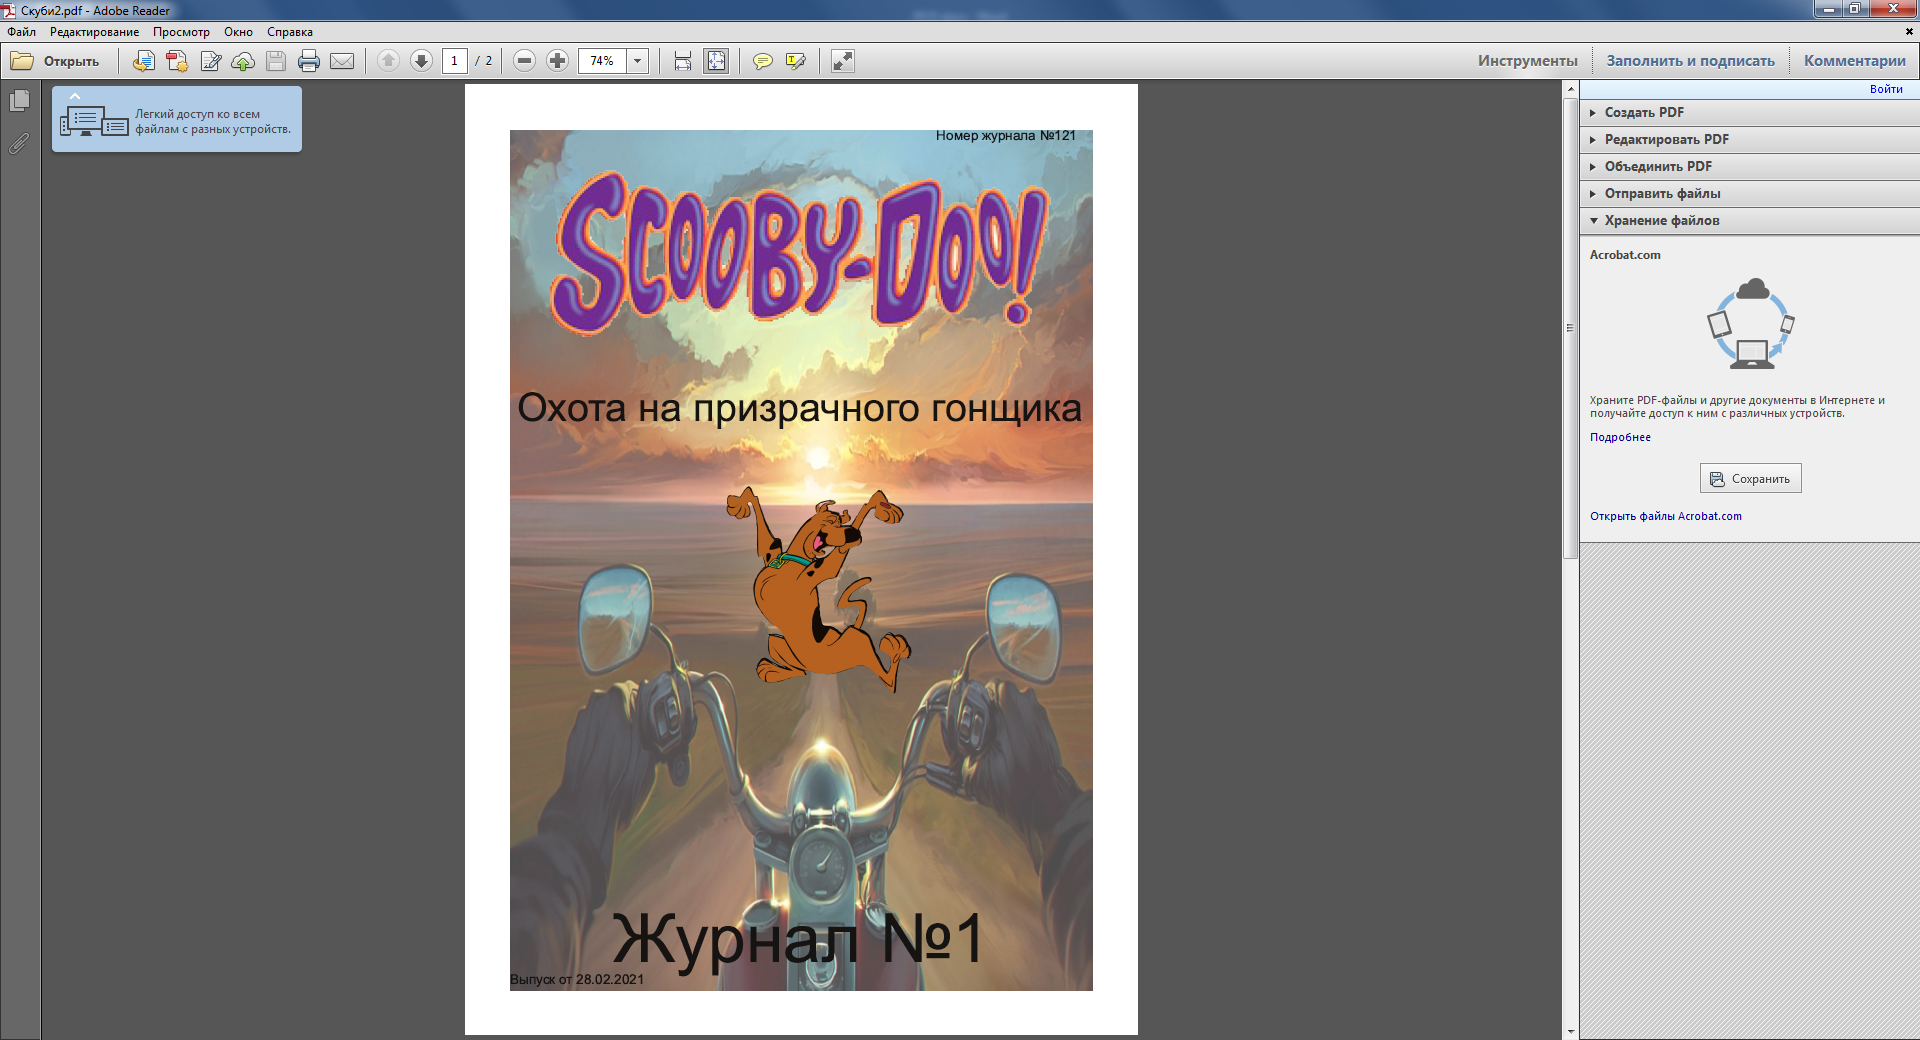 Скуби2.pdf - Adobe Reader
Файл Редактирование Просмотр Окно Справка
Открыть 1 / 2 74% Инструменты Заполнить и подписать Комментарии
Легкий доступ ко всем
файлам с разных устройств.
Номер журнала №121
SCOOBY-DOO!
Охота на призрачного гонщика
Журнал №1
Выпуск от 28.02.2021
Войти
Создать PDF
Редактировать PDF
Объединить PDF
Отправить файлы
Хранение файлов
Acrobat.com
Храните PDF-файлы и другие документы в Интернете и
получайте доступ к ним с различных устройств.
Подробнее
Сохранить
Открыть файлы Acrobat.com